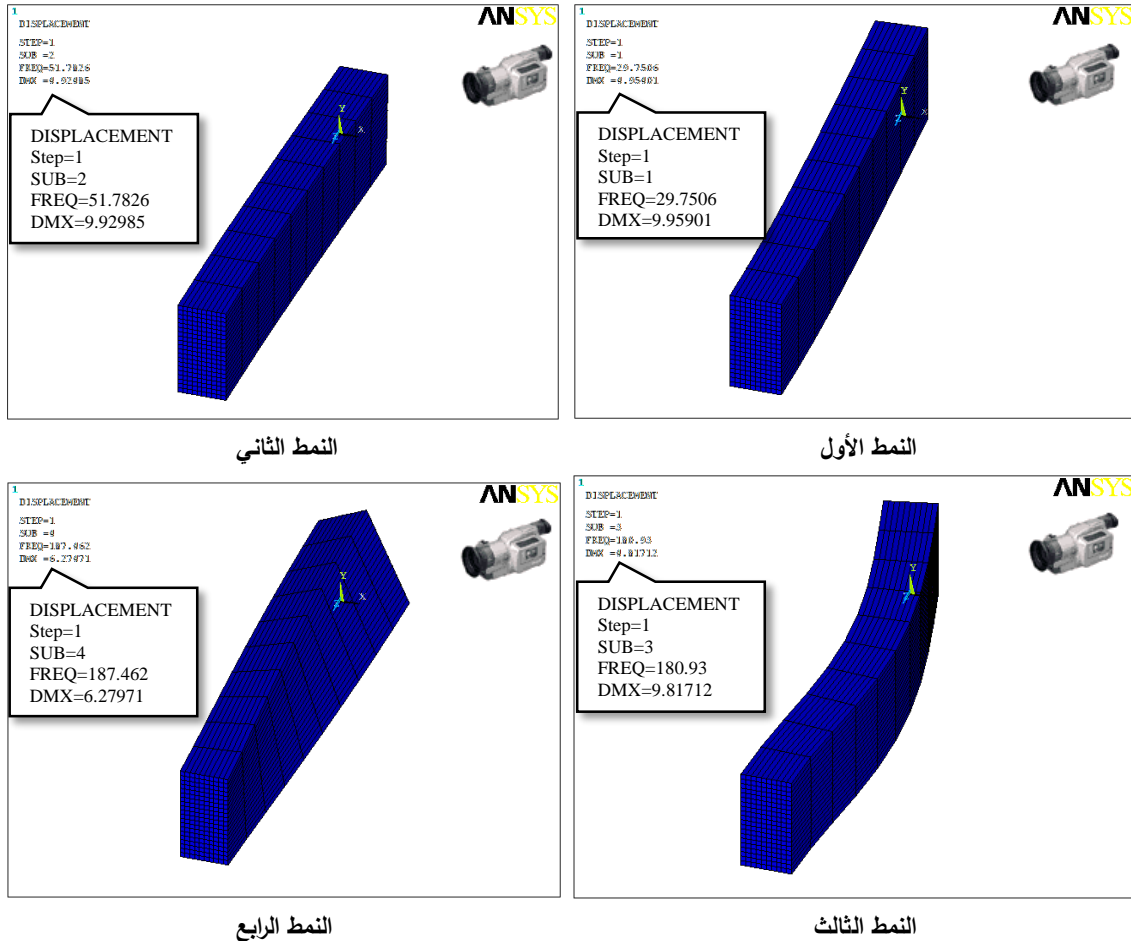 1
DISPLACEMENT
STEP=1
SUB =1
FREQ=29.7506
DMX =9.95901
ANSYS
Y
X
Z
DISPLACEMENT
Step=1
SUB=1
FREQ=29.7506
DMX=9.95901
النمط الأول
1
DISPLACEMENT
STEP=1
SUB =2
FREQ=51.7826
DMX =9.92985
ANSYS
Y
X
Z
DISPLACEMENT
Step=1
SUB=2
FREQ=51.7826
DMX=9.92985
النمط الثاني
1
DISPLACEMENT
STEP=1
SUB =3
FREQ=180.93
DMX =9.81712
ANSYS
Y
Z
DISPLACEMENT
Step=1
SUB=3
FREQ=180.93
DMX=9.81712
النمط الثالث
1
DISPLACEMENT
STEP=1
SUB =4
FREQ=187.462
DMX =6.27971
ANSYS
Y
X
Z
DISPLACEMENT
Step=1
SUB=4
FREQ=187.462
DMX=6.27971
النمط الرابع